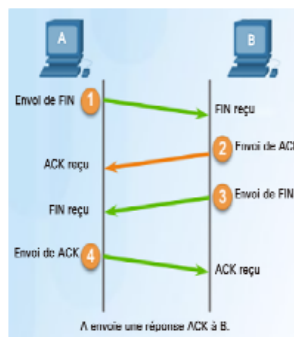 A
B
Envoi de FIN
1
FIN reçu
2
Envoi de ACK
ACK reçu
3
Envoi de FIN
FIN reçu
Envoi de ACK
4
ACK reçu
A envoie une réponse ACK à B.